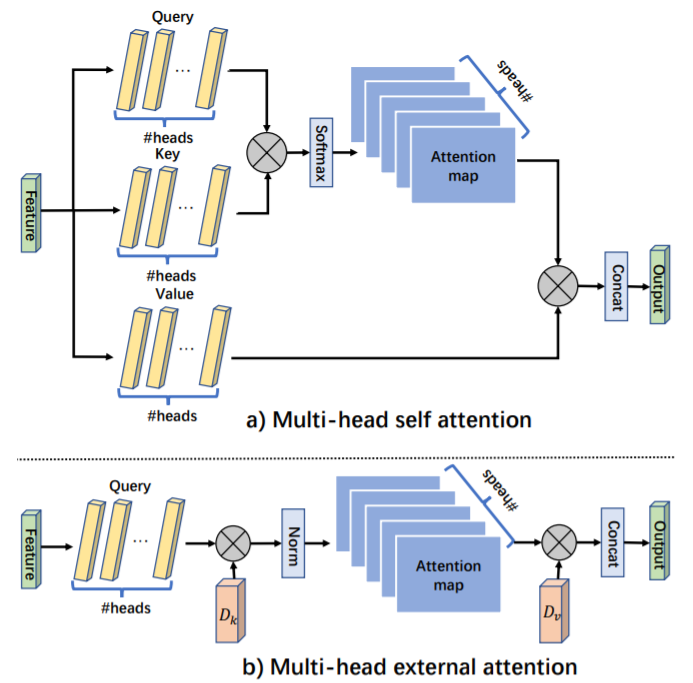 Query
...
#heads
Key
...
#heads
Value
...
#heads
Feature
Softmax
#heads
Attention
map
Concat
Output
a) Multi-head self attention
Query
...
#heads
Feature
D_k
Norm
#heads
Attention
map
D_v
Concat
Output
b) Multi-head external attention